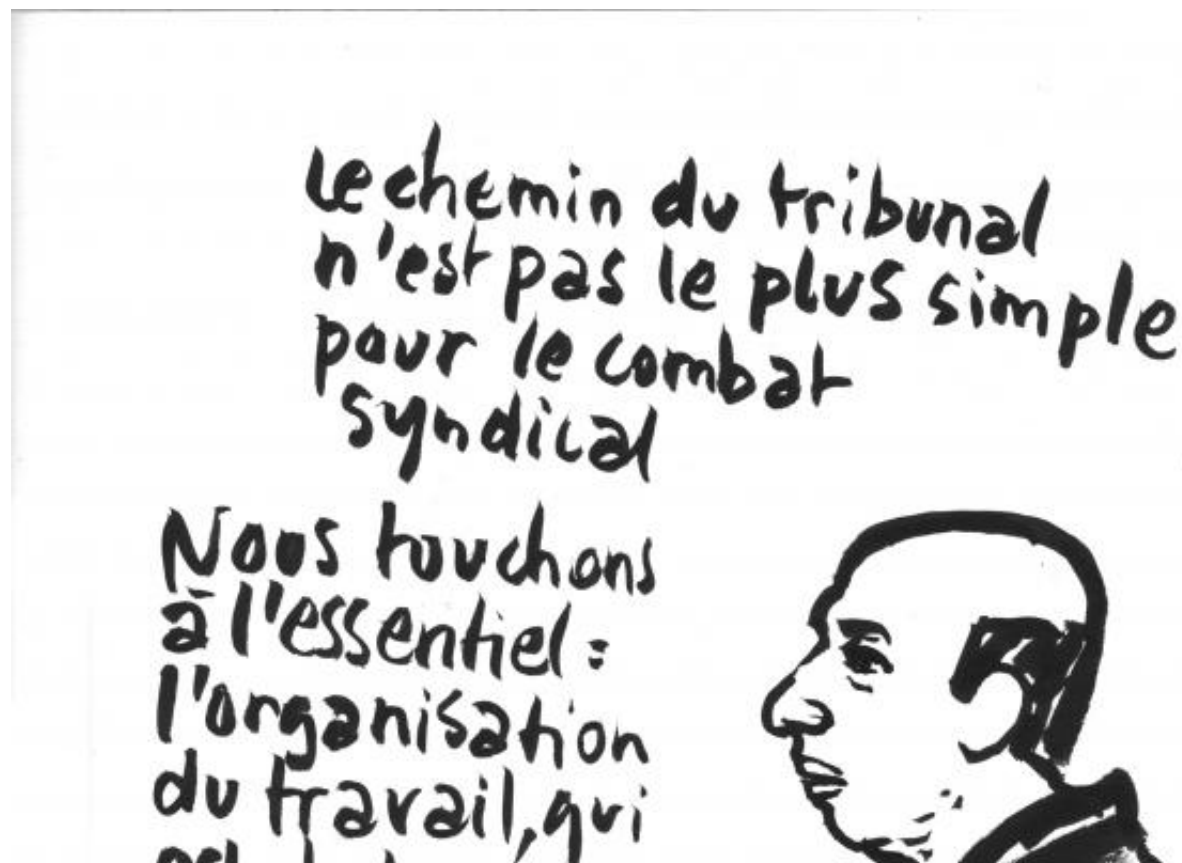 le chemin du tribunal
n'est pas le plus simple
pour le combat
syndical
Nous touchons
à l'essentiel :
l'organisation
du travail, qui